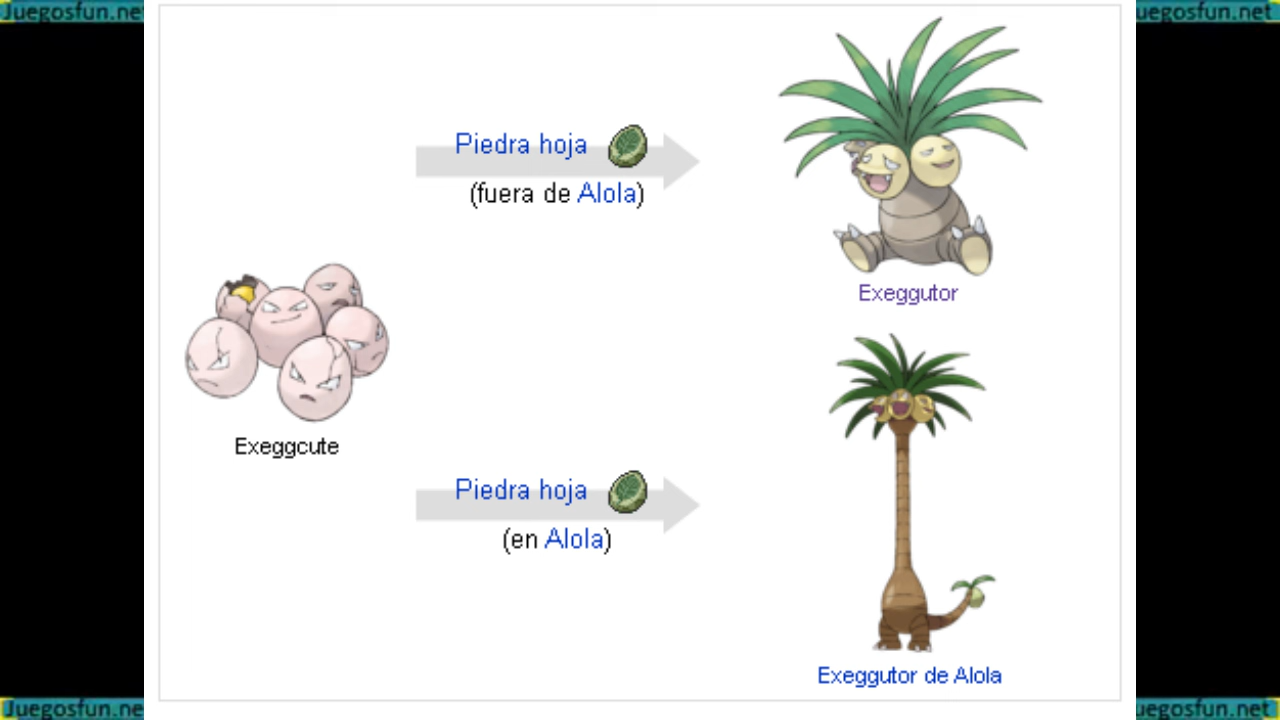 Juegosfun.net
uegosfun.net
Piedra hoja
(fuera de Alola)
Exeggutor
Exeggcute
Piedra hoja
(en Alola)
Exeggutor de Alola
Juegosfun.ne
uegosfun.net